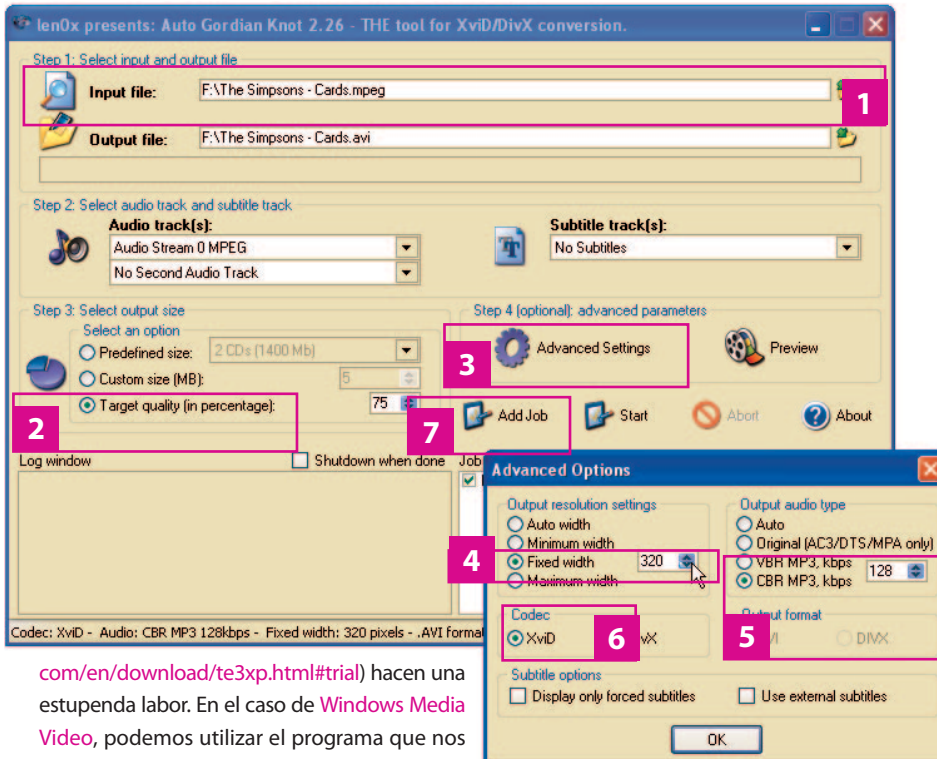 lenOx presents: Auto Gordian Knot 2.26 - THE tool for XviD/DivX conversion.
Step 1: Select input and output file
Input file: F:\The Simpsons - Cards.mpeg
1
Output file: F:\The Simpsons - Cards.avi
Step 2: Select audio track and subtitle track
Audio track(s):
Audio Stream 0 MPEG
No Second Audio Track
Subtitle track(s):
No Subtitles
Step 3: Select output size
Select an option
Predefined size: 2 CDs (1400 Mb)
Custom size (MB): 5
Target quality (in percentage): 75
2
Step 4 (optional): advanced parameters
3
Advanced Settings
Preview
7
Add Job
Start
Abort
About
Log window
Shutdown when done
Job
Codec: XviD - Audio: CBR MP3 128kbps - Fixed width: 320 pixels - .AVI format
Advanced Options
Output resolution settings
Auto width
Minimum width
4
Fixed width 320
Maximum width
Output audio type
Auto
Original (AC3/DTS/MPA only)
VBR MP3, kbps
CBR MP3, kbps
128
Codec
XviD
6
5
Output format
DIVX
Subtitle options
Display only forced subtitles
Use external subtitles
OK
com/en/download/te3xp.html#trial) hacen una
estupenda labor. En el caso de Windows Media
Video, podemos utilizar el programa que nos